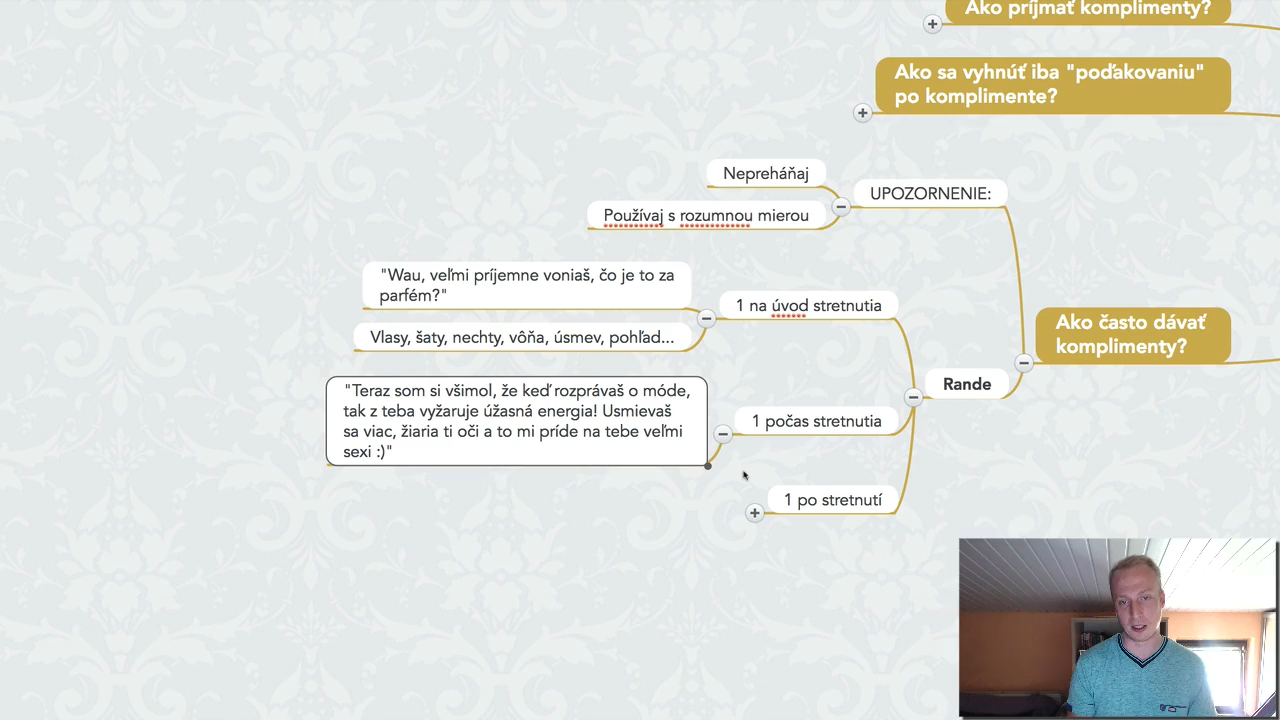 Ako príjmať komplimenty?
Ako sa vyhnúť iba "poďakovaniu"
po komplimente?
Nepreháňaj
UPOZORNENIE:
Používaj s rozumnou mierou
"Wau, veľmi príjemne voniaš, čo je to za
parfém?"
1 na úvod stretnutia
Vlasy, šaty, nechty, vôňa, úsmev, pohľad...
Ako často dávať
komplimenty?
Rande
"Teraz som si všimol, že keď rozprávaš o móde,
tak z teba vyžaruje úžasná energia! Usmievaš
sa viac, žiaria ti oči a to mi príde na tebe veľmi
sexi :)"
1 počas stretnutia
1 po stretnutí